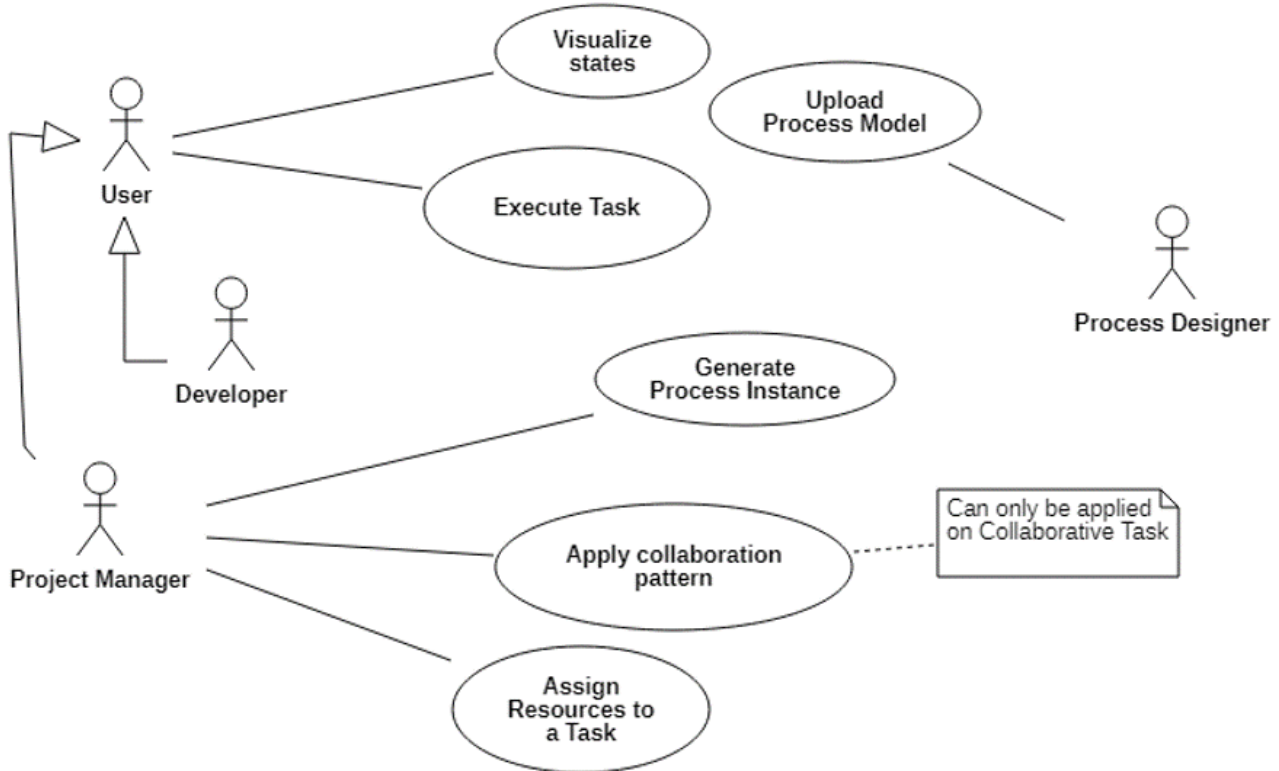 Visualize
states
Upload
Process Model
User
Execute Task
Process Designer
Developer
Generate
Process Instance
Can only be applied
on Collaborative Task
Apply collaboration
pattern
Project Manager
Assign
Resources to
a Task